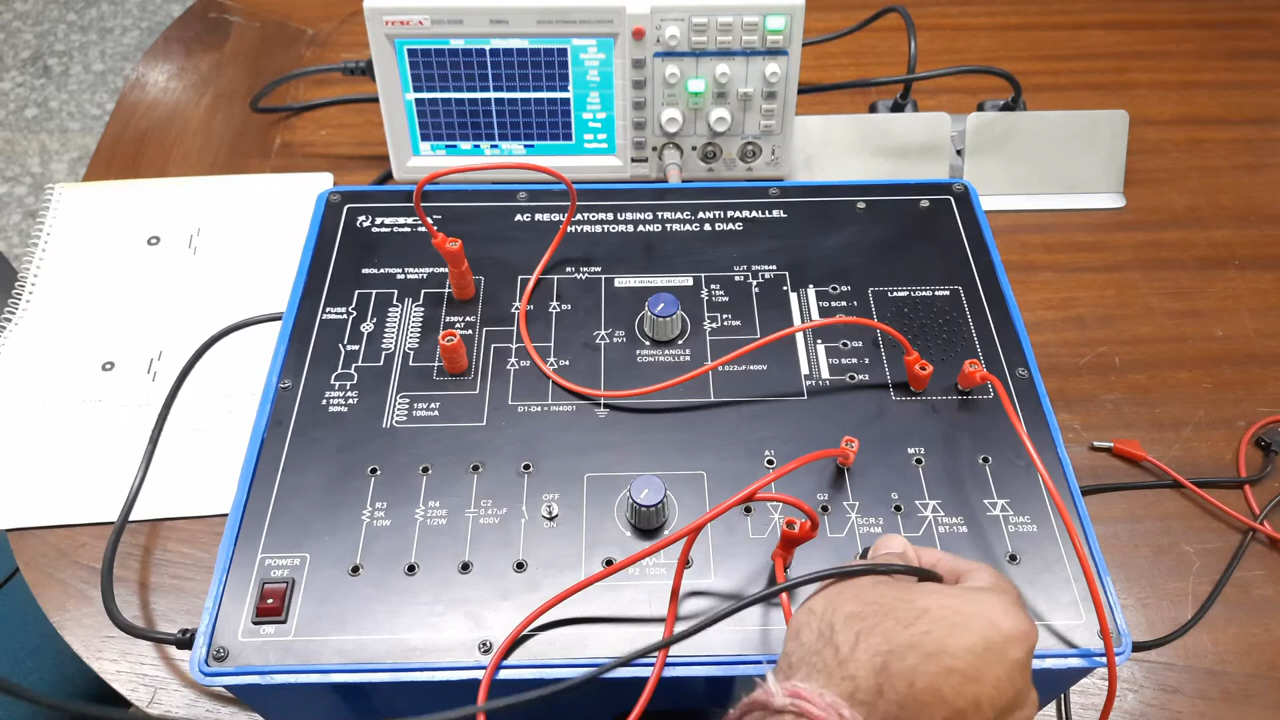 TESCA
TESCA
Order Code - 46
AC REGULATORS USING TRIAC, ANTI PARALLEL
THYRISTORS AND TRIAC & DIAC
ISOLATION TRANSFOR
50 WATT
FUSE
250mA
L
SW
230V AC
± 10% AT
50Hz
230V AC
AT
15V AT
100mA
R1 1K/2W
D1
D3
D2
D4
D1-D4 = IN4001
ZD
9V1
UJT FIRING CIRCUIT
FIRING ANGLE
CONTROLLER
R2
15K
1/2W
P1
470K
UJT 2N2646
B2
B1
E
0.022uF/400V
PT 1:1
G1
TO SCR - 1
G2
TO SCR - 2
K2
LAMP LOAD 40W
R3
5K
10W
R4
220E
1/2W
C2
0.47uF
400V
OFF
ON
P2 100K
A1
G2
SCR-2
2P4M
MT2
G
TRIAC
BT-136
DIAC
D-3202
POWER
OFF
ON